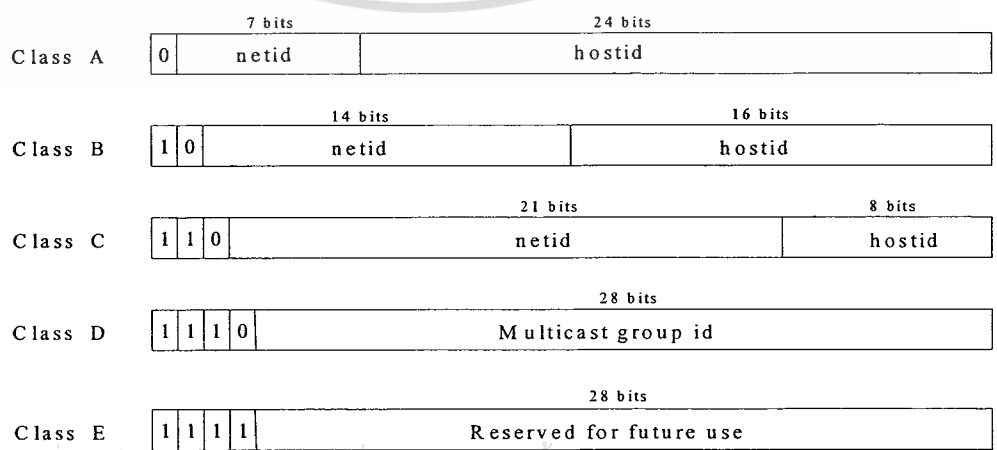 7 bits 24 bits
Class A 0 netid hostid
14 bits 16 bits
Class B 1 0 netid hostid
21 bits 8 bits
Class C 1 1 0 netid hostid
28 bits
Class D 1 1 1 0 Multicast group id
28 bits
Class E 1 1 1 1 Reserved for future use